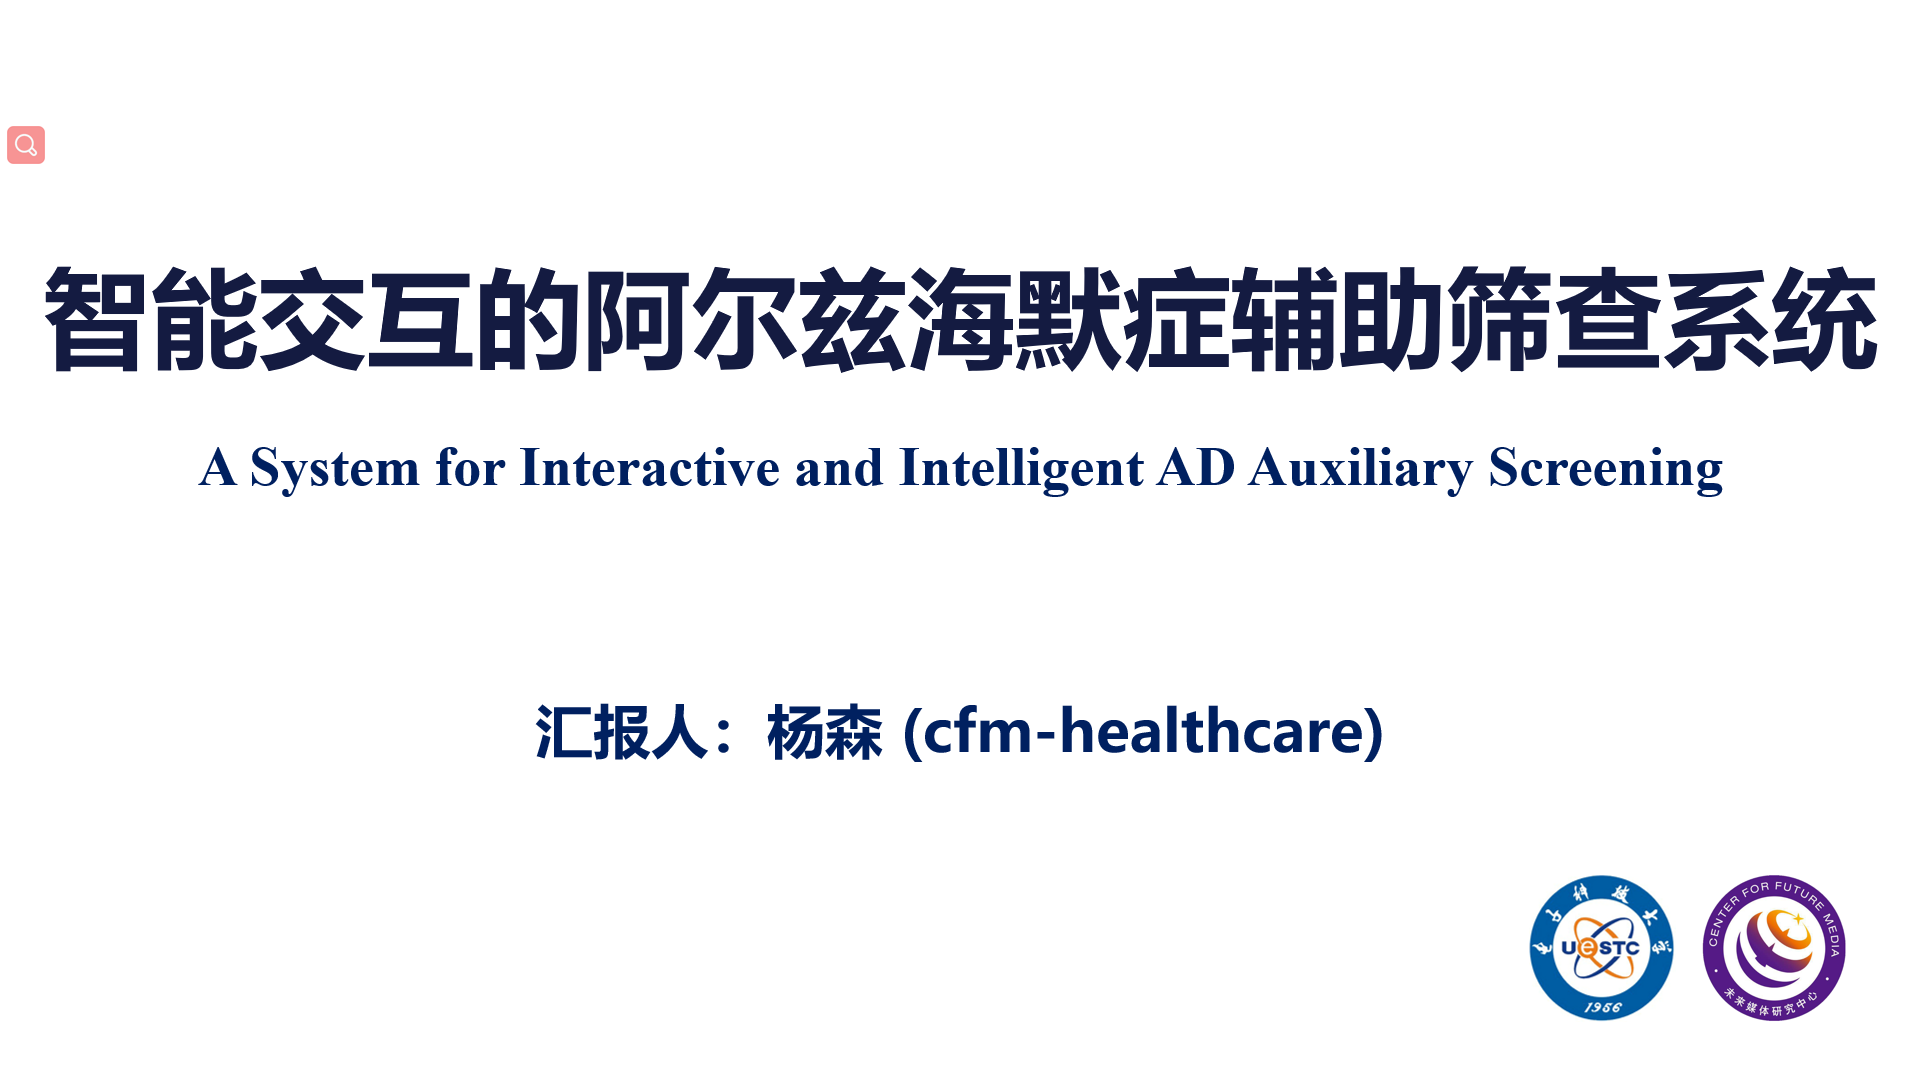 智能交互的阿尔兹海默症辅助筛查系统
A System for Interactive and Intelligent AD Auxiliary Screening
汇报人：杨森 (cfm-healthcare)
电子科技大学
UeSTC
1956
CENTER FOR FUTURE MEDIA
未来媒体研究中心